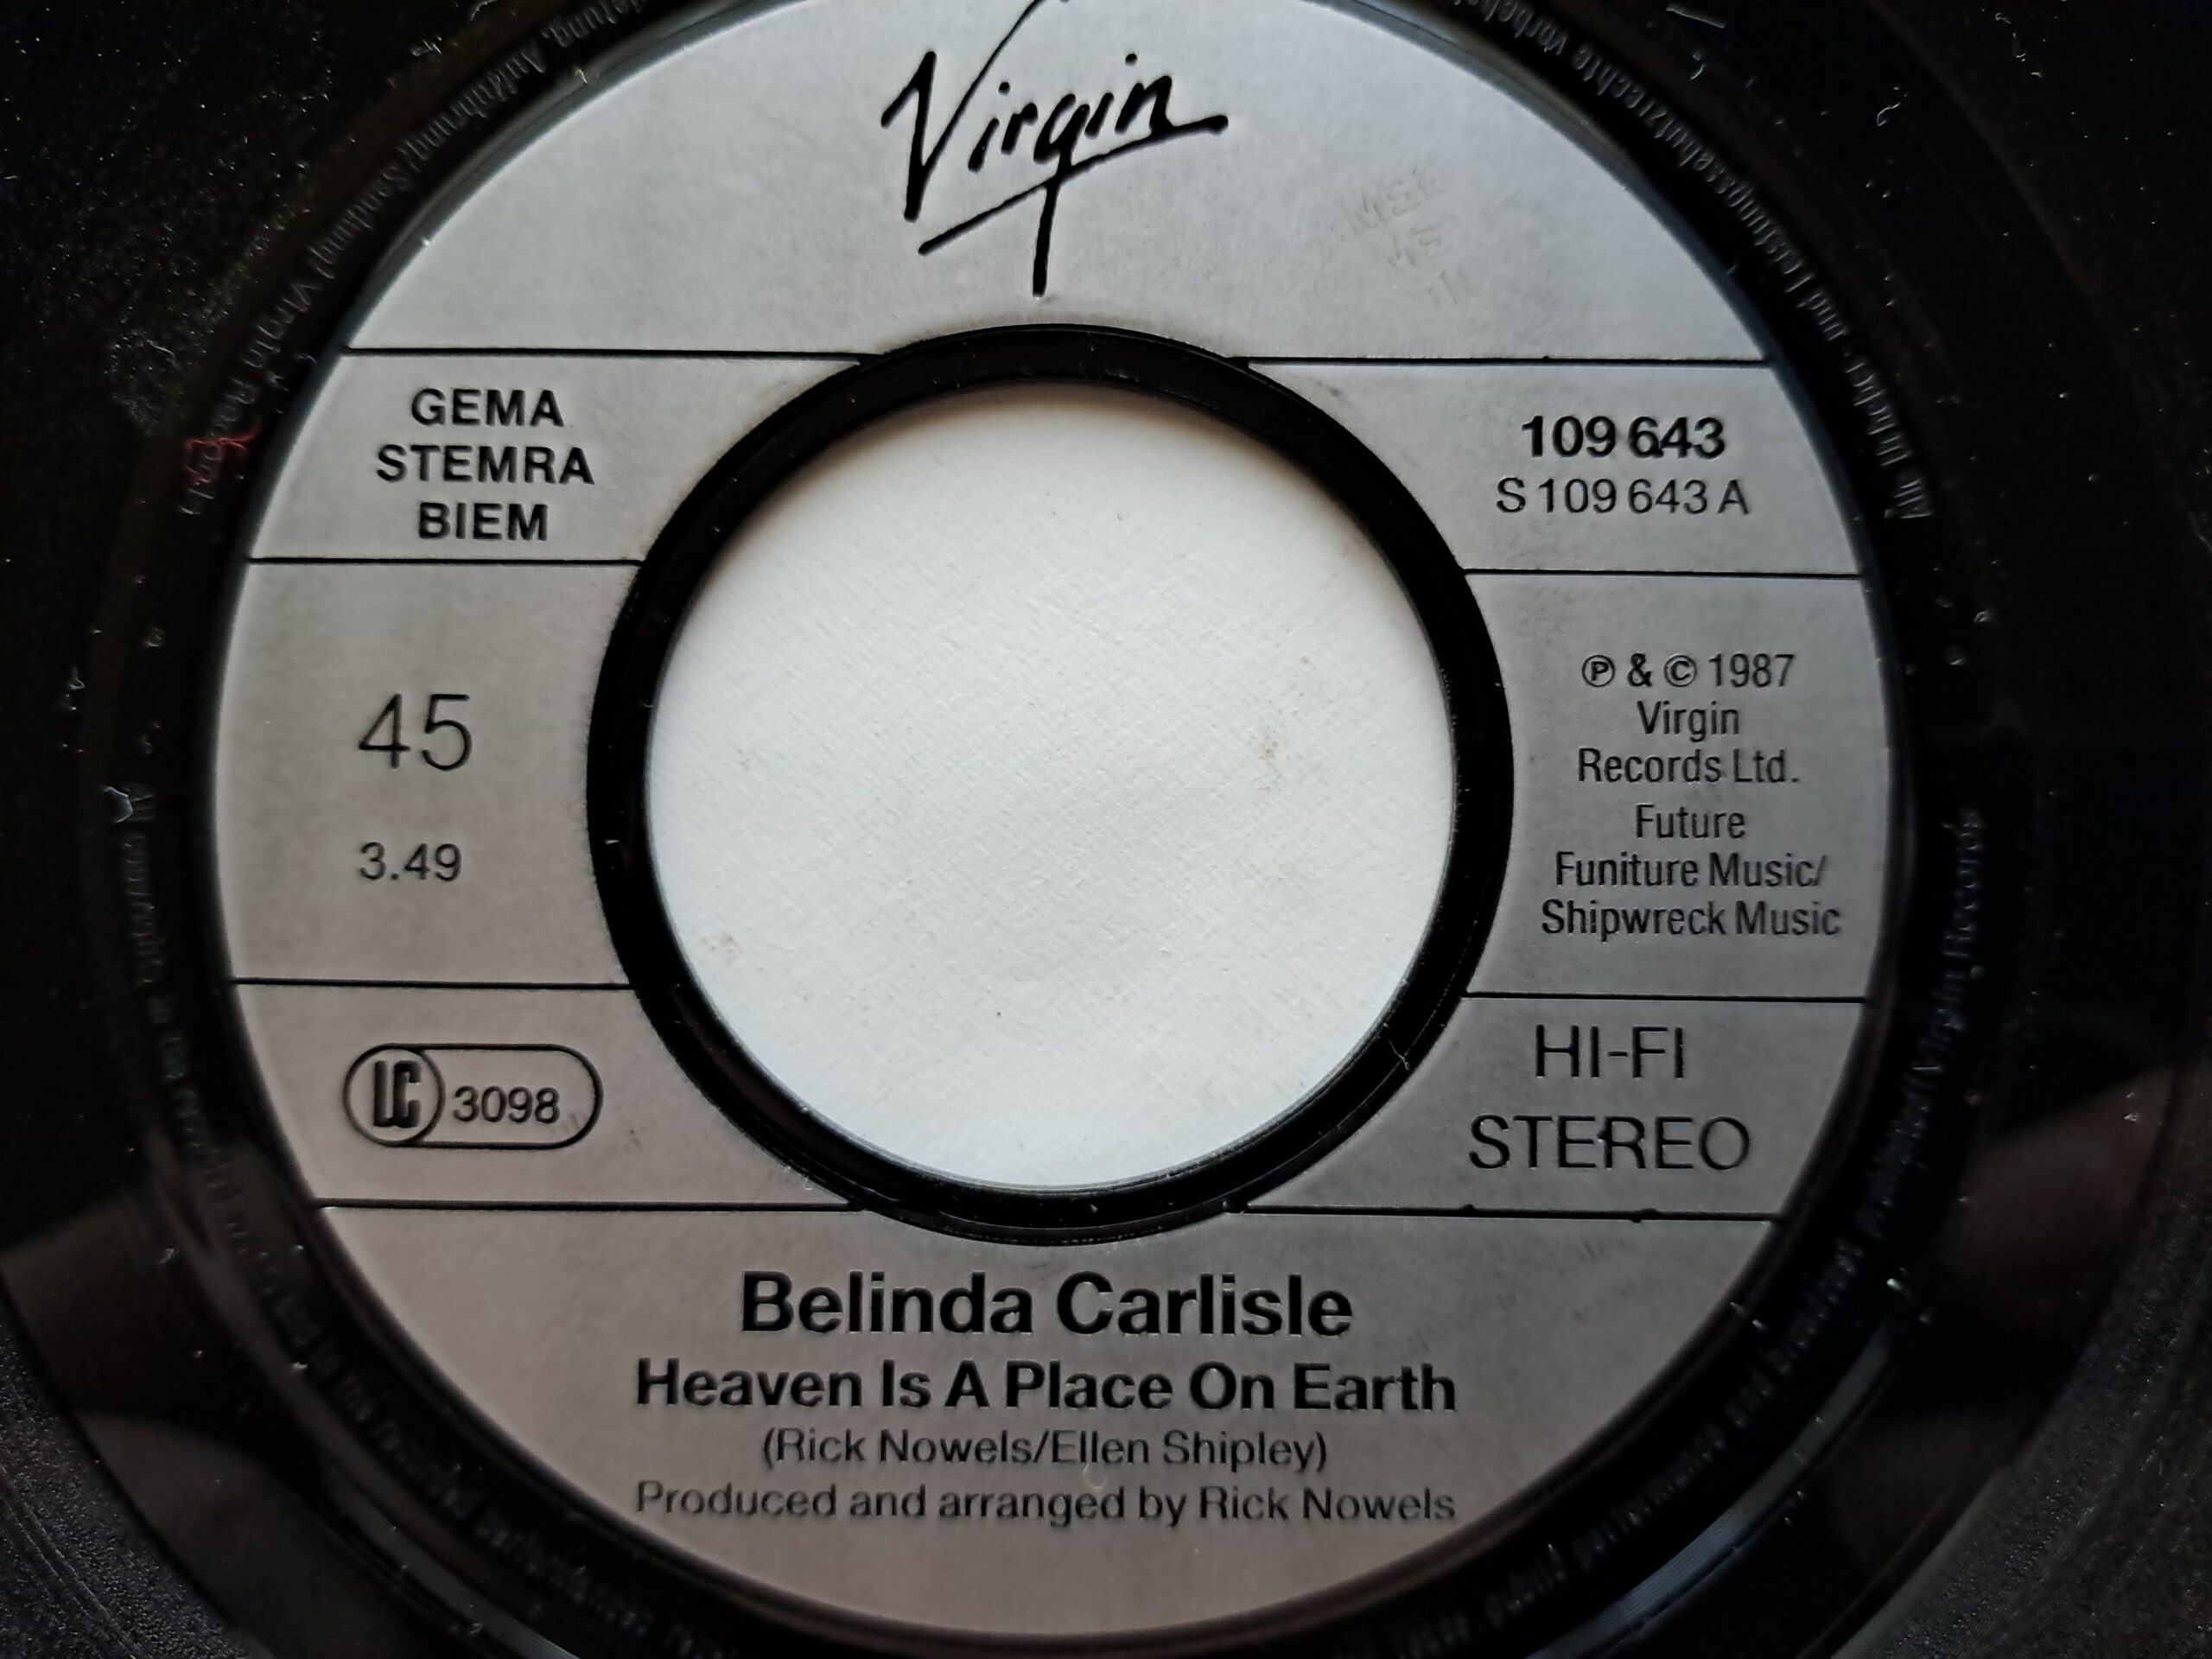 Virgin
GEMA
STEMRA
BIEM
109 643
S 109 643 A
45
3.49
℗ & © 1987
Virgin
Records Ltd.
Future
Funiture Music/
Shipwreck Music
LC 3098
HI-FI
STEREO
Belinda Carlisle
Heaven Is A Place On Earth
(Rick Nowels/Ellen Shipley)
Produced and arranged by Rick Nowels